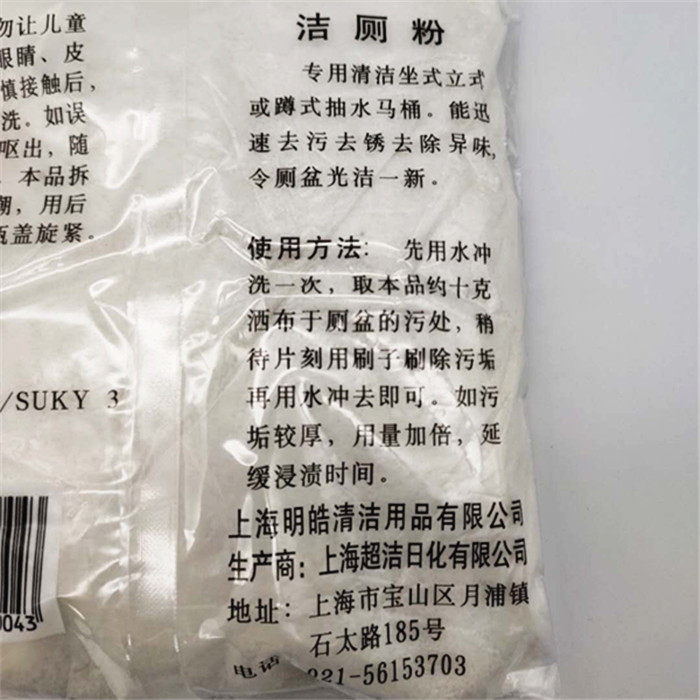 勿让儿童
眼睛、皮
慎接触后，
洗。如误
呕出，随
本品拆
潮，用后
瓶盖旋紧。
/SUKY 3
0043
洁厕粉
专用清洁坐式立式
或蹲式抽水马桶。能迅
速去污去锈去除异味，
令厕盆光洁一新。
使用方法：先用水冲
洗一次，取本品约十克
洒布于厕盆的污处，稍
待片刻用刷子刷除污垢
再用水冲去即可。如污
垢较厚，用量加倍，延
缓浸渍时间。
上海明皓清洁用品有限公司
生产商：上海超洁日化有限公司
地址：上海市宝山区月浦镇
石太路185号
电话 021-56153703